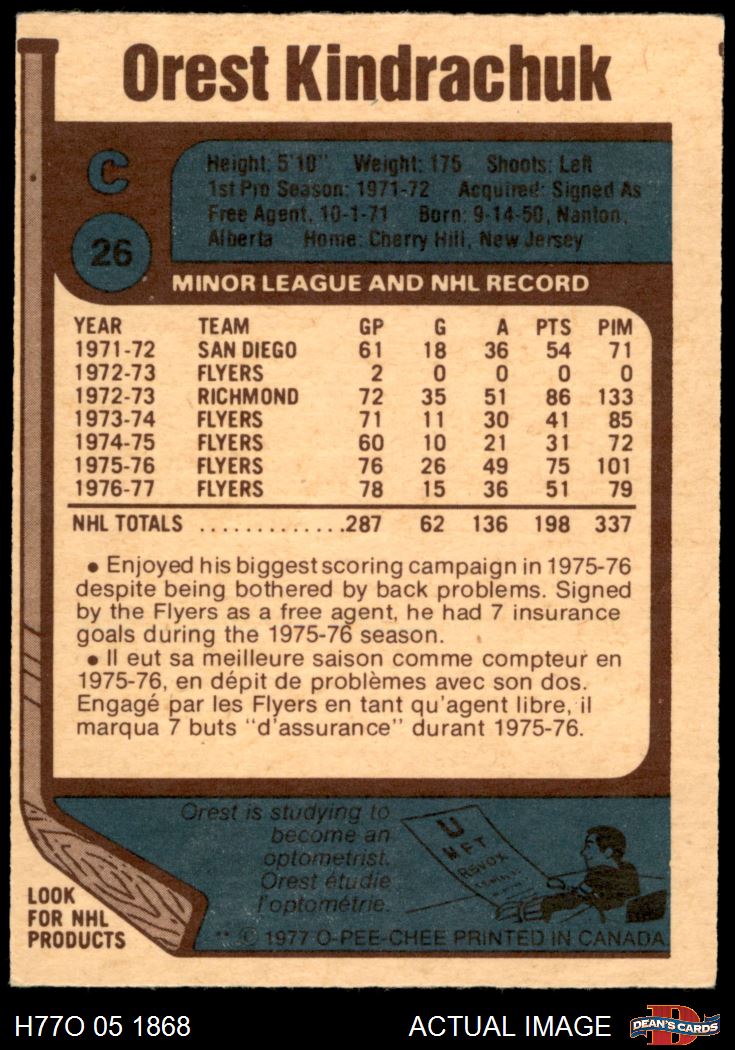 Orest Kindrachuk
C
26
Height: 5'10" Weight: 175 Shoots: Left
1st Pro Season: 1971-72 Acquired: Signed As
Free Agent, 10-1-71 Born: 9-14-50, Nanton,
Alberta Home: Cherry Hill, New Jersey
MINOR LEAGUE AND NHL RECORD
YEAR TEAM GP G A PTS PIM
1971-72 SAN DIEGO 61 18 36 54 71
1972-73 FLYERS 2 0 0 0 0
1972-73 RICHMOND 72 35 51 86 133
1973-74 FLYERS 71 11 30 41 85
1974-75 FLYERS 60 10 21 31 72
1975-76 FLYERS 76 26 49 75 101
1976-77 FLYERS 78 15 36 51 79
NHL TOTALS ..............287 62 136 198 337
• Enjoyed his biggest scoring campaign in 1975-76
despite being bothered by back problems. Signed
by the Flyers as a free agent, he had 7 insurance
goals during the 1975-76 season.
• Il eut sa meilleure saison comme compteur en
1975-76, en dépit de problèmes avec son dos.
Engagé par les Flyers en tant qu'agent libre, il
marqua 7 buts "d'assurance" durant 1975-76.
Orest is studying to
become an
optometrist.
Orest étudie
l'optométrie.
U
MFT
RSVOX
LOOK
FOR NHL
PRODUCTS
** © 1977 O-PEE-CHEE PRINTED IN CANADA
H77O 05 1868 ACTUAL IMAGE
D
DEAN'S CARDS